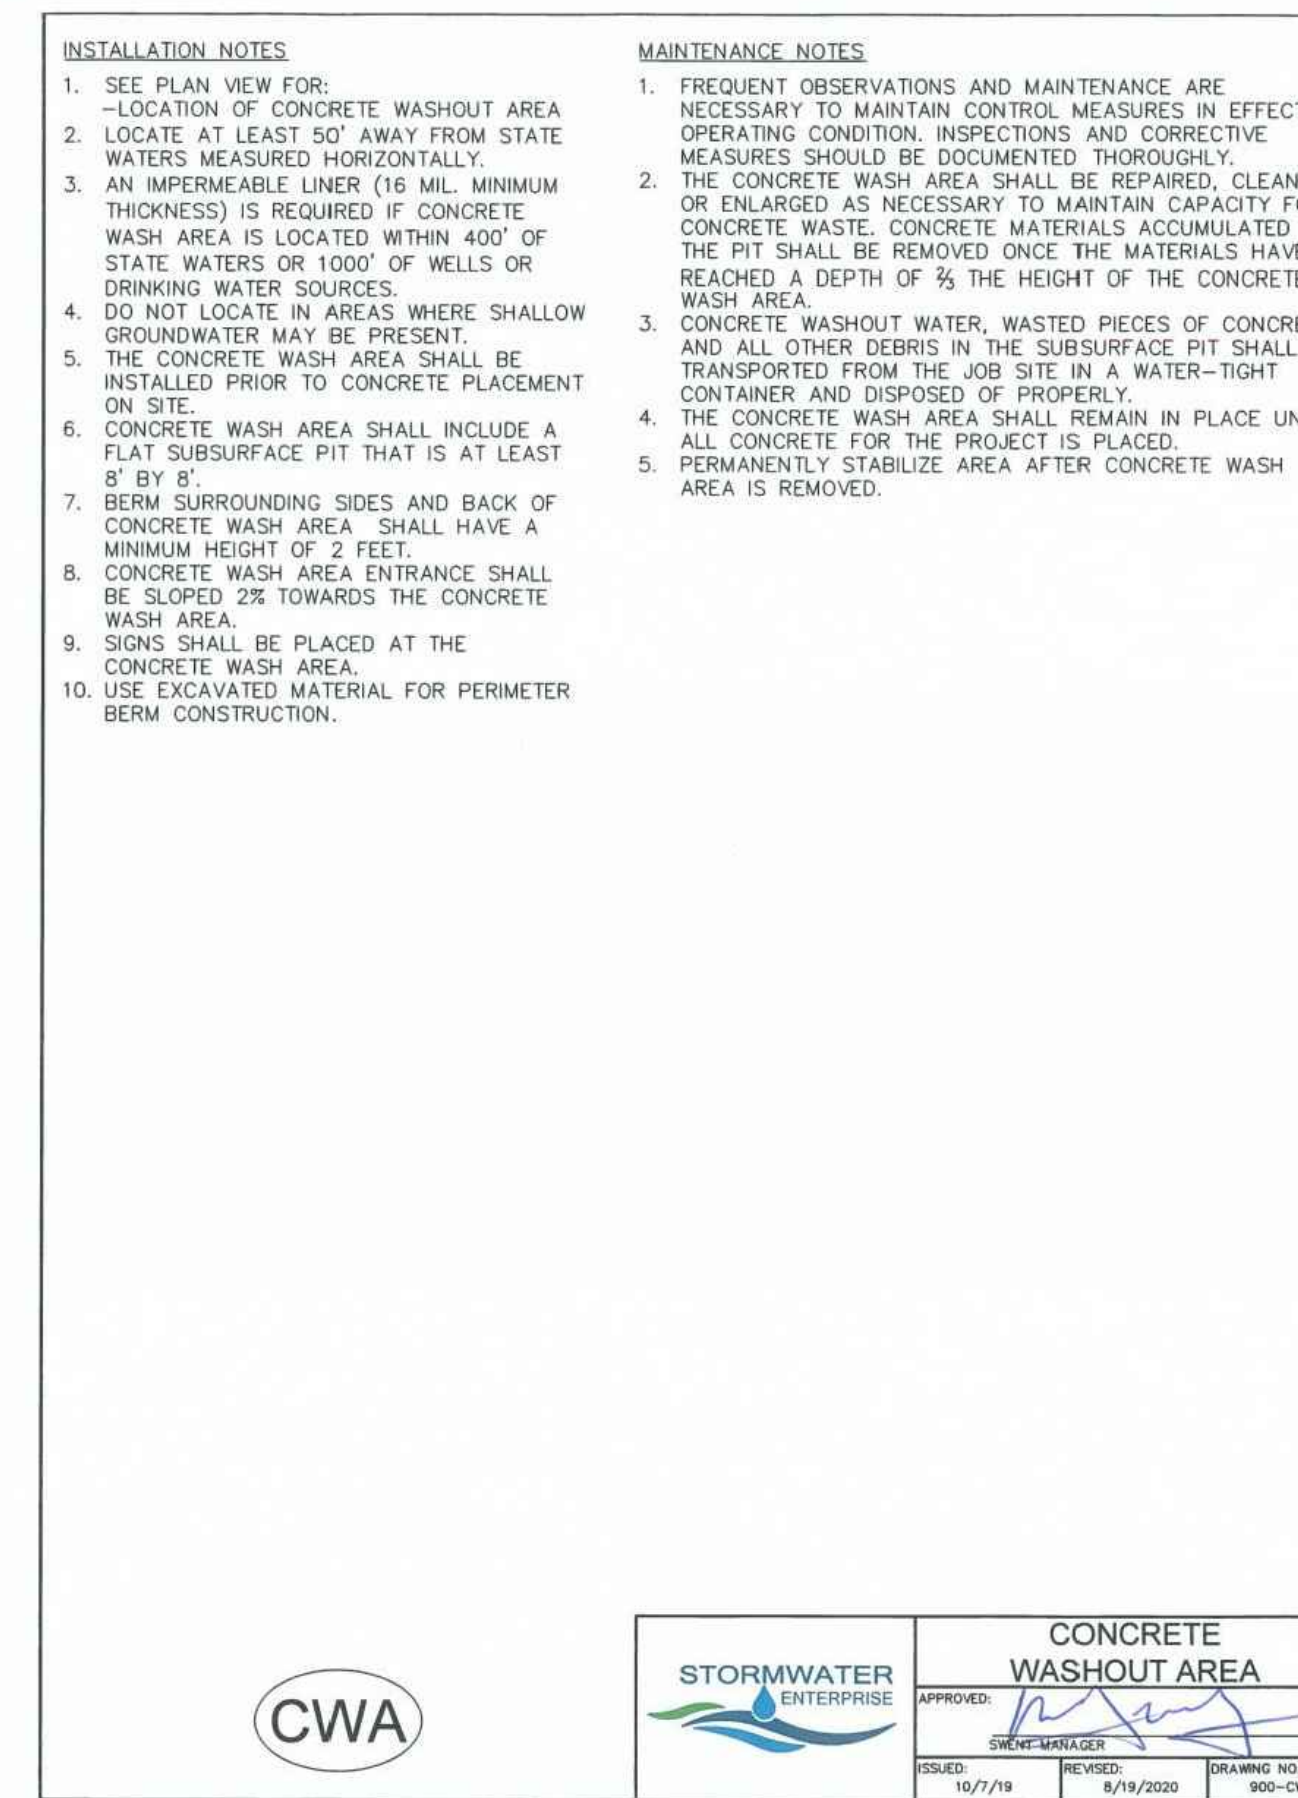 INSTALLATION NOTES
1. SEE PLAN VIEW FOR:
-LOCATION OF CONCRETE WASHOUT AREA
2. LOCATE AT LEAST 50' AWAY FROM STATE
WATERS MEASURED HORIZONTALLY.
3. AN IMPERMEABLE LINER (16 MIL. MINIMUM
THICKNESS) IS REQUIRED IF CONCRETE
WASH AREA IS LOCATED WITHIN 400' OF
STATE WATERS OR 1000' OF WELLS OR
DRINKING WATER SOURCES.
4. DO NOT LOCATE IN AREAS WHERE SHALLOW
GROUNDWATER MAY BE PRESENT.
5. THE CONCRETE WASH AREA SHALL BE
INSTALLED PRIOR TO CONCRETE PLACEMENT
ON SITE.
6. CONCRETE WASH AREA SHALL INCLUDE A
FLAT SUBSURFACE PIT THAT IS AT LEAST
8' BY 8'.
7. BERM SURROUNDING SIDES AND BACK OF
CONCRETE WASH AREA SHALL HAVE A
MINIMUM HEIGHT OF 2 FEET.
8. CONCRETE WASH AREA ENTRANCE SHALL
BE SLOPED 2% TOWARDS THE CONCRETE
WASH AREA.
9. SIGNS SHALL BE PLACED AT THE
CONCRETE WASH AREA.
10. USE EXCAVATED MATERIAL FOR PERIMETER
BERM CONSTRUCTION.
MAINTENANCE NOTES
1. FREQUENT OBSERVATIONS AND MAINTENANCE ARE
NECESSARY TO MAINTAIN CONTROL MEASURES IN
OPERATING CONDITION. INSPECTIONS AND CORRECTIVE
MEASURES SHOULD BE DOCUMENTED THOROUGHLY.
2. THE CONCRETE WASH AREA SHALL BE REPAIRED,
OR ENLARGED AS NECESSARY TO MAINTAIN CAPACITY
CONCRETE WASTE. CONCRETE MATERIALS ACCUMULATED
THE PIT SHALL BE REMOVED ONCE THE MATERIALS
REACHED A DEPTH OF ⅔ THE HEIGHT OF THE
WASH AREA.
3. CONCRETE WASHOUT WATER, WASTED PIECES OF
AND ALL OTHER DEBRIS IN THE SUBSURFACE PIT SHALL
TRANSPORTED FROM THE JOB SITE IN A WATER-TIGHT
CONTAINER AND DISPOSED OF PROPERLY.
4. THE CONCRETE WASH AREA SHALL REMAIN IN PLACE
ALL CONCRETE FOR THE PROJECT IS PLACED.
5. PERMANENTLY STABILIZE AREA AFTER CONCRETE WASH
AREA IS REMOVED.
CWA
STORMWATER
ENTERPRISE
CONCRETE
WASHOUT AREA
APPROVED:
SWENT MANAGER
ISSUED:
10/7/19
REVISED:
8/19/2020
DRAWING NO.